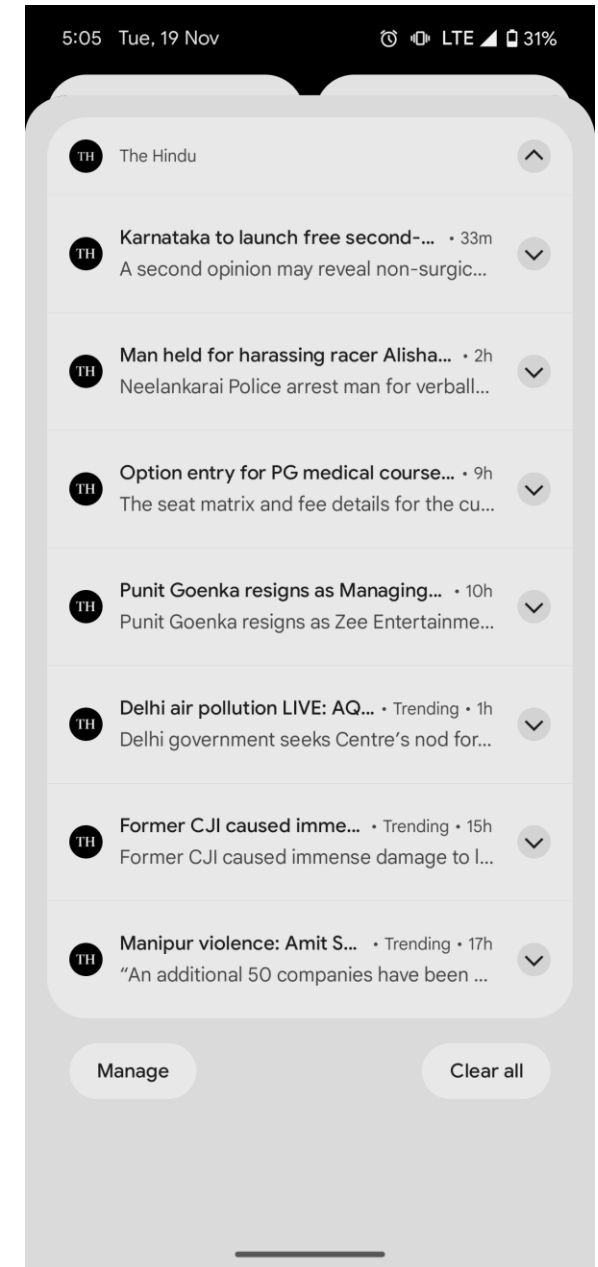 5:05 Tue, 19 Nov LTE 31%
TH The Hindu
Karnataka to launch free second-... • 33m
TH
A second opinion may reveal non-surgic...
Man held for harassing racer Alisha... • 2h
TH
Neelankarai Police arrest man for verball...
Option entry for PG medical course... • 9h
TH
The seat matrix and fee details for the cu...
Punit Goenka resigns as Managing... • 10h
TH
Punit Goenka resigns as Zee Entertainme...
Delhi air pollution LIVE: AQ... • Trending • 1h
TH
Delhi government seeks Centre’s nod for...
Former CJI caused imme... • Trending • 15h
TH
Former CJI caused immense damage to l...
Manipur violence: Amit S... • Trending • 17h
TH
“An additional 50 companies have been ...
Manage Clear all